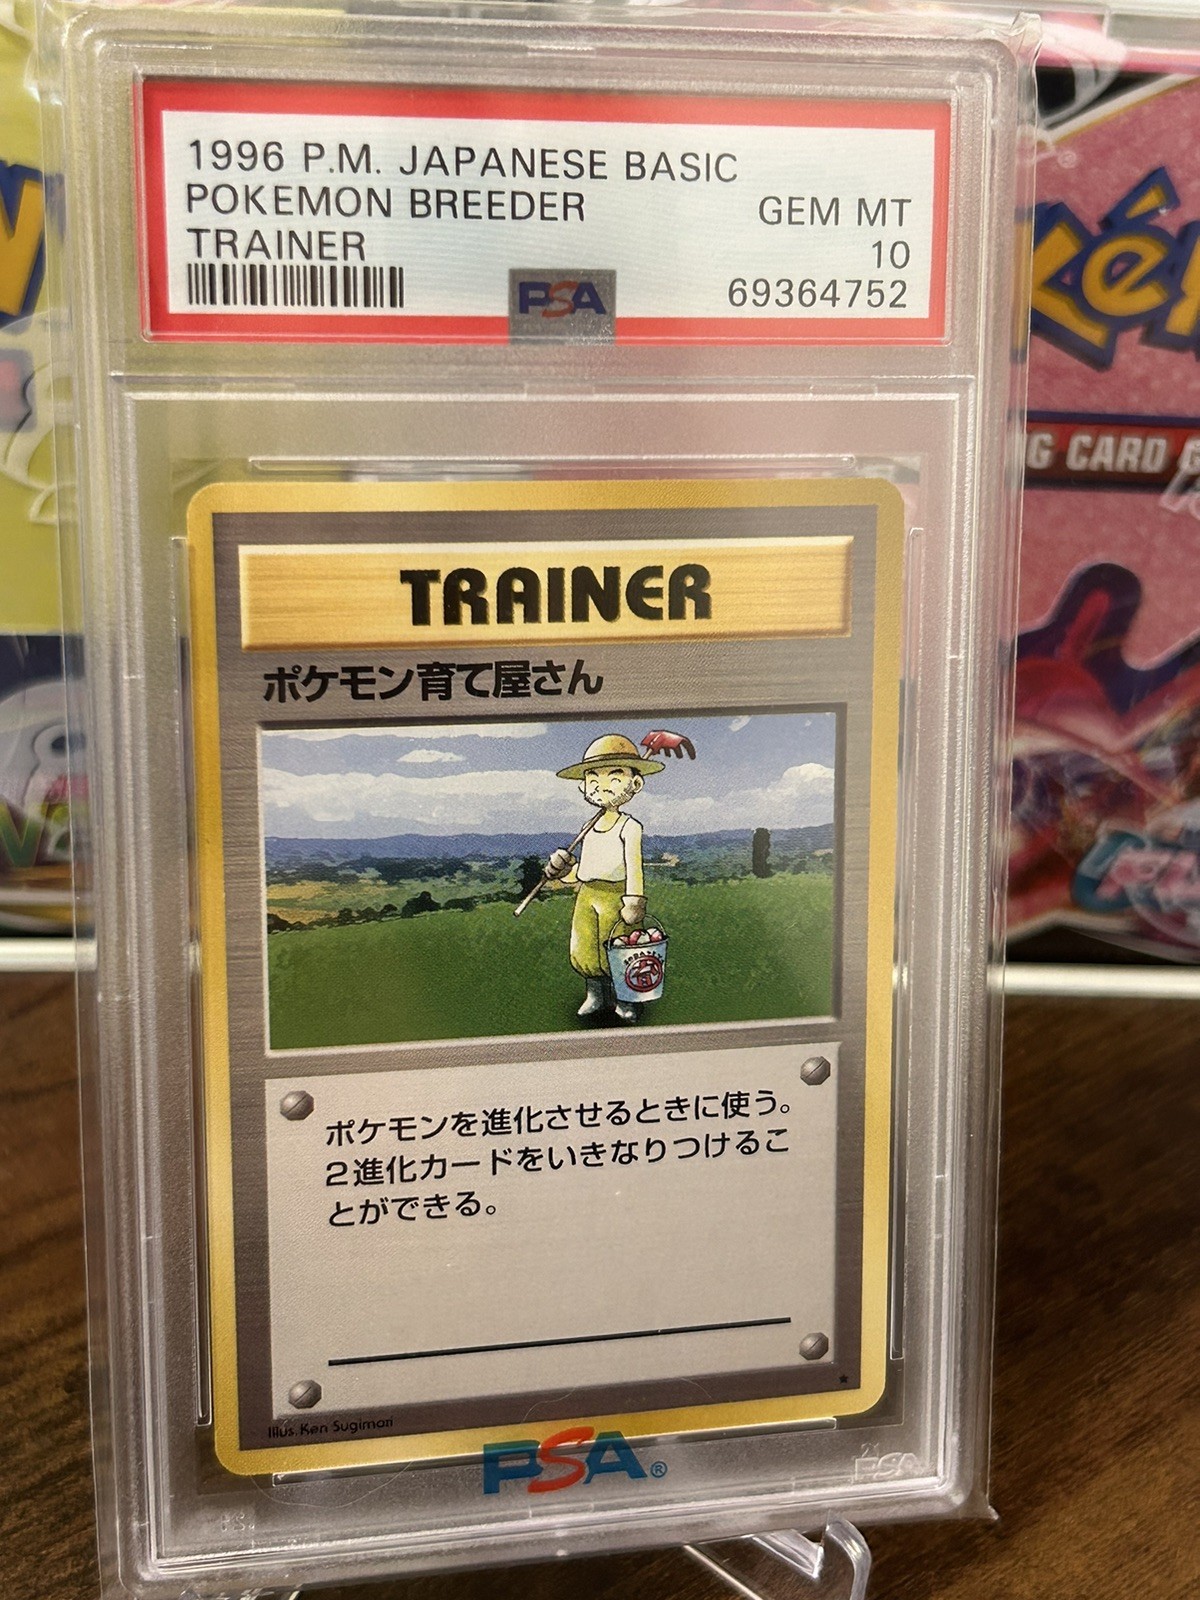 1996 P.M. JAPANESE BASIC
POKEMON BREEDER
TRAINER
GEM MT
10
69364752
PSA
TRAINER
ポケモン育て屋さん
ポケモンを進化させるときに使う。
2進化カードをいきなりつけるこ
とができる。
Illus. Ken Sugimori
PSA®
G CARD G